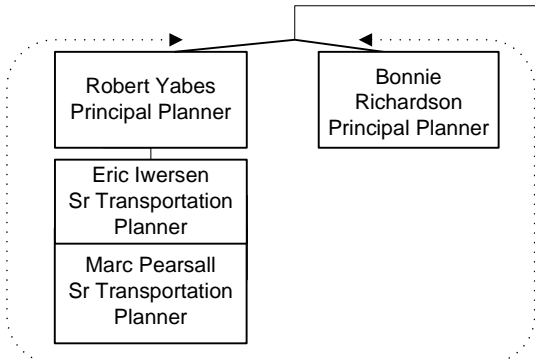 Robert Yabes
Principal Planner
Bonnie
Richardson
Principal Planner
Eric Iwersen
Sr Transportation
Planner
Marc Pearsall
Sr Transportation
Planner